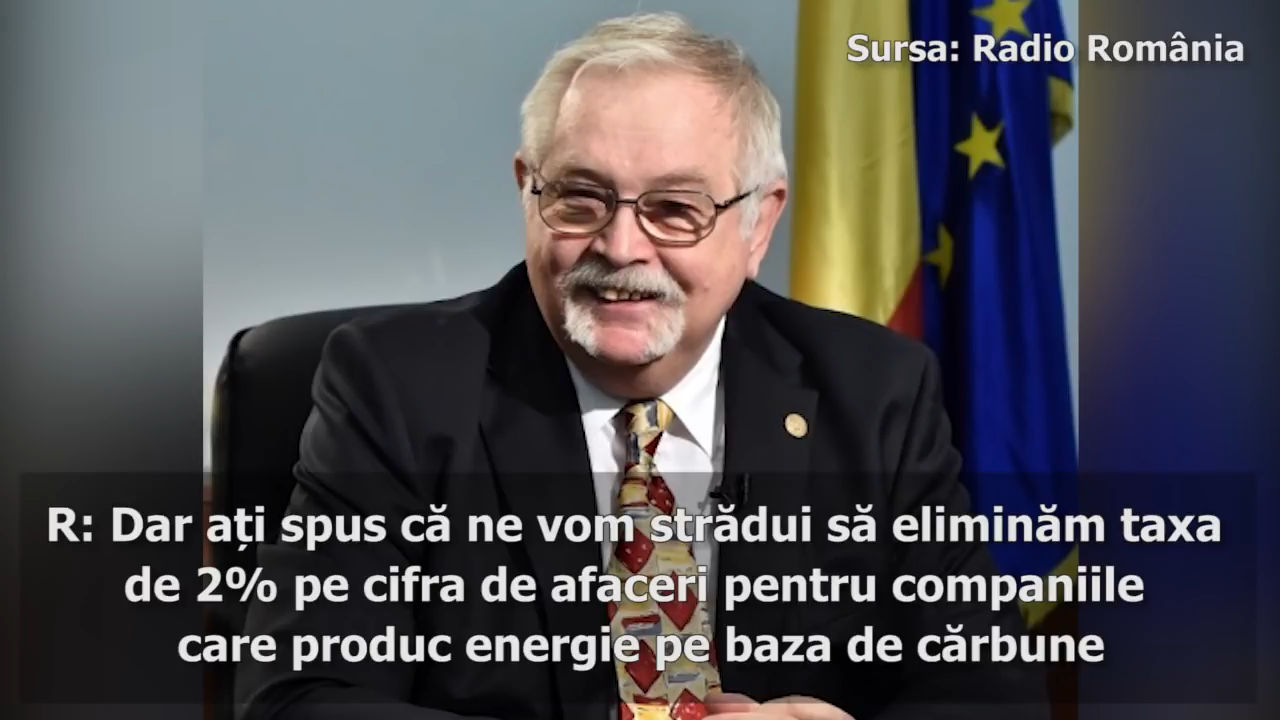 Sursa: Radio România
R: Dar ați spus că ne vom strădui să eliminăm taxa
de 2% pe cifra de afaceri pentru companiile
care produc energie pe baza de cărbune